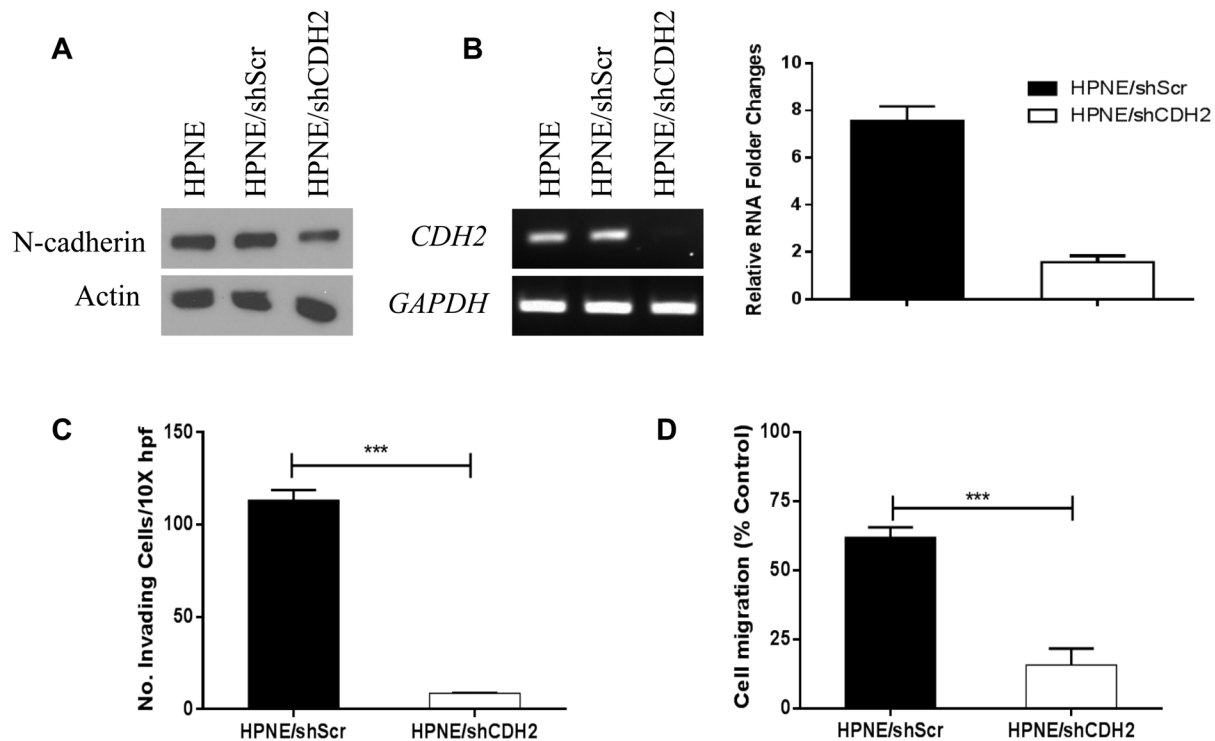 A
HPNE
HPNE/shScr
HPNE/shCDH2
N-cadherin
Actin
B
HPNE
HPNE/shScr
HPNE/shCDH2
CDH2
GAPDH
Relative RNA Folder Changes
10
8
6
4
2
0
HPNE/shScr
HPNE/shCDH2
C
No. Invading Cells/10X hpf
150
100
50
0
***
HPNE/shScr
HPNE/shCDH2
D
Cell migration (% Control)
100
75
50
25
0
***
HPNE/shScr
HPNE/shCDH2